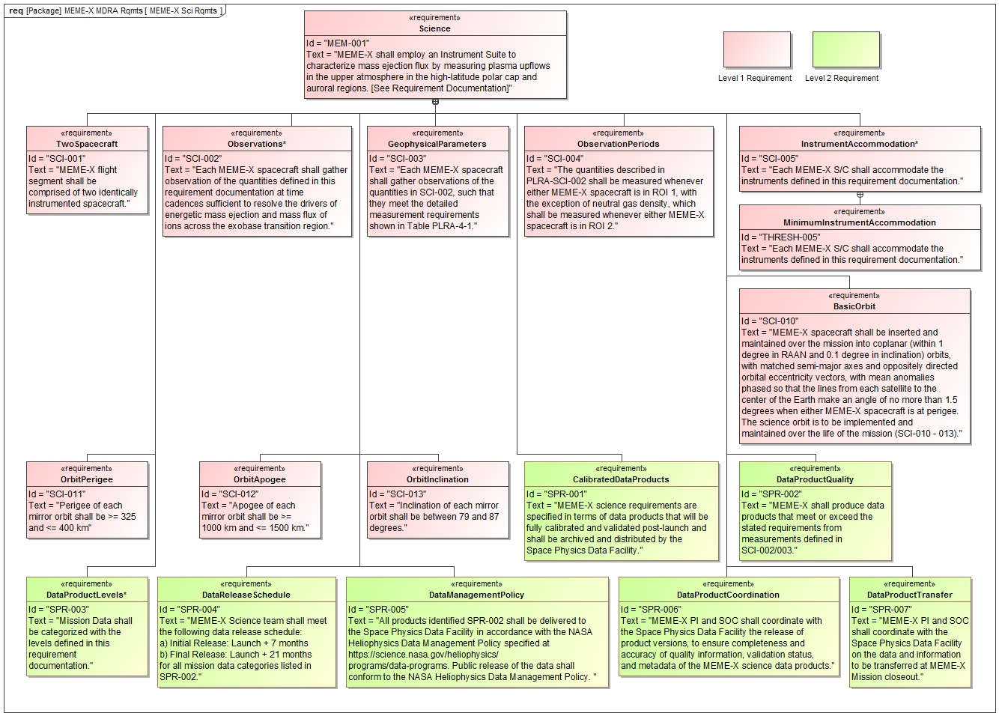 req [Package] MEME-X MDRA Rqmts [ MEME-X Sci Rqmts ]
«requirement»
Science
Id = "MEM-001"
Text = "MEME-X shall employ an Instrument Suite to
characterize mass ejection flux by measuring plasma upflows
in the upper atmosphere in the high-latitude polar cap and
auroral regions. [See Requirement Documentation]"
Level 1 Requirement
Level 2 Requirement
«requirement»
TwoSpacecraft
Id = "SCI-001"
Text = "MEME-X flight
segment shall be
comprised of two identically
instrumented spacecraft."
«requirement»
Observations*
Id = "SCI-002"
Text = "Each MEME-X spacecraft shall gather
observation of the quantities defined in this
requirement documentation at time
cadences sufficient to resolve the drivers of
energetic mass ejection and mass flux of
ions across the exobase transition region."
«requirement»
GeophysicalParameters
Id = "SCI-003"
Text = "Each MEME-X spacecraft
shall gather observations of the
quantities in SCI-002, such that
they meet the detailed
measurement requirements
shown in Table PLRA-4-1."
«requirement»
ObservationPeriods
Id = "SCI-004"
Text = "The quantities described in
PLRA-SCI-002 shall be measured whenever
either MEME-X spacecraft is in ROI 1, with
the exception of neutral gas density, which
shall be measured whenever either MEME-X
spacecraft is in ROI 2."
«requirement»
InstrumentAccommodation*
Id = "SCI-005"
Text = "Each MEME-X S/C shall accommodate the
instruments defined in this requirement documentation."
«requirement»
MinimumInstrumentAccommodation
Id = "THRESH-005"
Text = "Each MEME-X S/C shall accommodate the
instruments defined in this requirement documentation."
«requirement»
BasicOrbit
Id = "SCI-010"
Text = "MEME-X spacecraft shall be inserted and
maintained over the mission into coplanar (within 1
degree in RAAN and 0.1 degree in inclination) orbits,
with matched semi-major axes and oppositely directed
orbital eccentricity vectors, with mean anomalies
phased so that the lines from each satellite to the
center of the Earth make an angle of no more than 1.5
degrees when either MEME-X spacecraft is at perigee.
The science orbit is to be implemented and
maintained over the life of the mission (SCI-010 - 013)."
«requirement»
OrbitPerigee
Id = "SCI-011"
Text = "Perigee of each
mirror orbit shall be >= 325
and <= 400 km"
«requirement»
OrbitApogee
Id = "SCI-012"
Text = "Apogee of each
mirror orbit shall be >=
1000 km and <= 1500 km."
«requirement»
OrbitInclination
Id = "SCI-013"
Text = "Inclination of each mirror
orbit shall be between 79 and 87
degrees."
«requirement»
CalibratedDataProducts
Id = "SPR-001"
Text = "MEME-X science requirements are
specified in terms of data products that will be
fully calibrated and validated post-launch and
shall be archived and distributed by the
Space Physics Data Facility."
«requirement»
DataProductQuality
Id = "SPR-002"
Text = "MEME-X shall produce data
products that meet or exceed the
stated requirements from
measurements defined in
SCI-002/003."
«requirement»
DataProductLevels*
Id = "SPR-003"
Text = "Mission Data shall
be categorized with the
levels defined in this
requirement
documentation."
«requirement»
DataReleaseSchedule
Id = "SPR-004"
Text = "MEME-X Science team shall meet
the following data release schedule:
a) Initial Release: Launch + 7 months
b) Final Release: Launch + 21 months
for all mission data categories listed in
SPR-002."
«requirement»
DataManagementPolicy
Id = "SPR-005"
Text = "All products identified SPR-002 shall be delivered to
the Space Physics Data Facility in accordance with the NASA
Heliophysics Data Management Policy specified at
https://science.nasa.gov/heliophysics/
programs/data-programs. Public release of the data shall
conform to the NASA Heliophysics Data Management Policy. "
«requirement»
DataProductCoordination
Id = "SPR-006"
Text = "MEME-X PI and SOC shall coordinate with
the Space Physics Data Facility the release of
product versions, to ensure completeness and
accuracy of quality information, validation status,
and metadata of the MEME-X science data products."
«requirement»
DataProductTransfer
Id = "SPR-007"
Text = "MEME-X PI and SOC
shall coordinate with the
Space Physics Data Facility
on the data and information
to be transferred at MEME-X
Mission closeout."